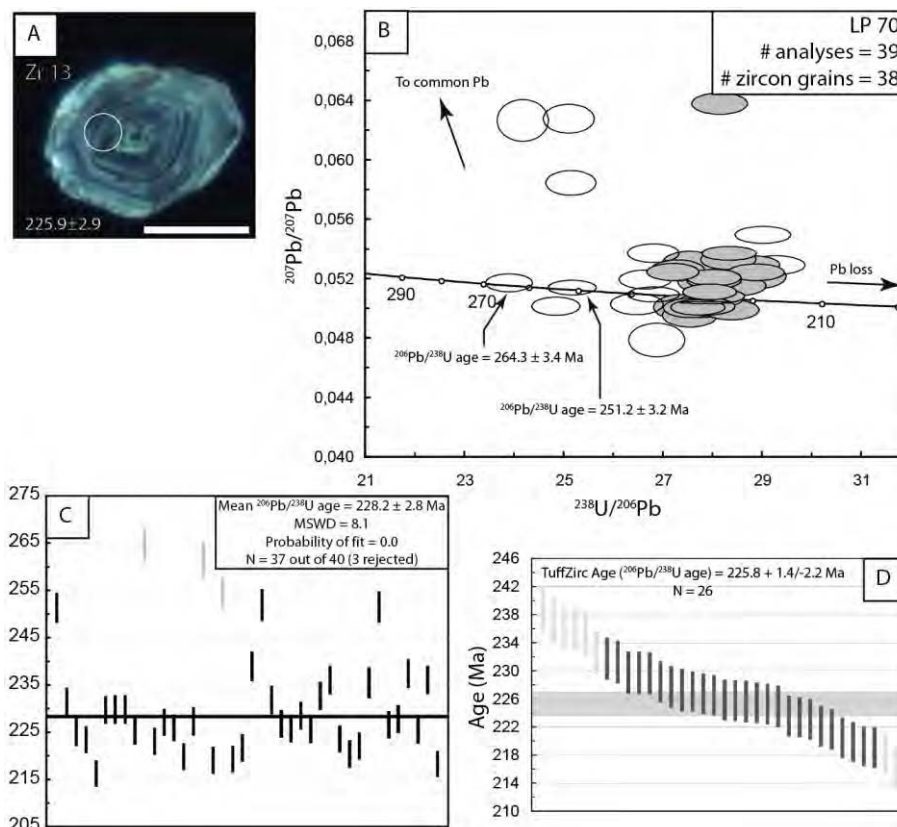 A
Zr 13
225.9±2.9
B
LP 70
# analyses = 39
# zircon grains = 38
0,068
0,064
0,060
0,056
0,052
0,048
0,044
0,040
²⁰⁷Pb/²⁰⁷Pb
To common Pb
Pb loss
290
270
210
²⁰⁶Pb/²³⁸U age = 264.3 ± 3.4 Ma
²⁰⁶Pb/²³⁸U age = 251.2 ± 3.2 Ma
21
23
25
27
29
31
²³⁸U/²⁰⁶Pb
C
Mean ²⁰⁶Pb/²³⁸U age = 228.2 ± 2.8 Ma
MSWD = 8.1
Probability of fit = 0.0
N = 37 out of 40 (3 rejected)
275
265
255
245
235
225
215
205
D
TuffZirc Age (²⁰⁶Pb/²³⁸U age) = 225.8 + 1.4/-2.2 Ma
N = 26
Age (Ma)
246
242
238
234
230
226
222
218
214
210